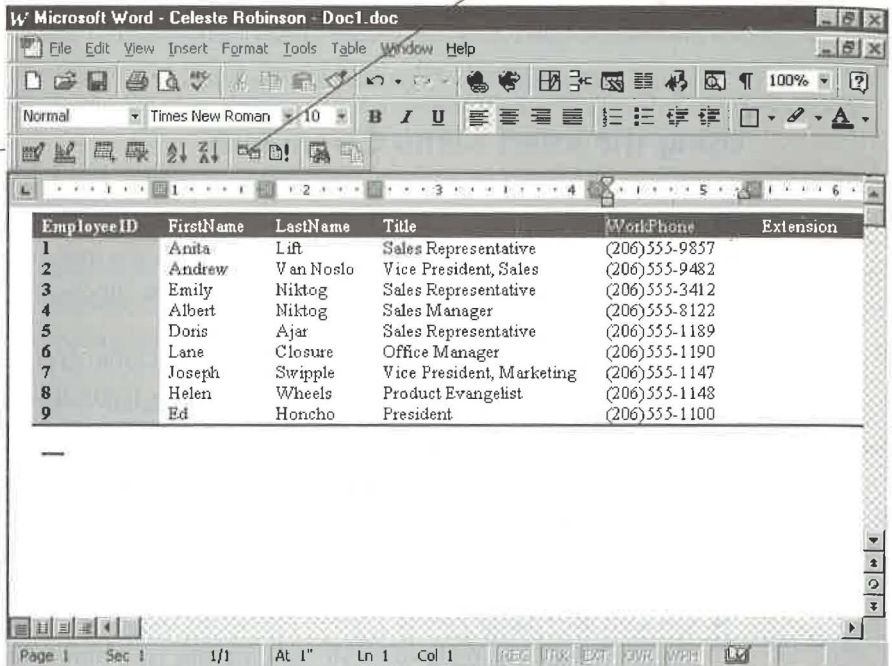 Microsoft Word - Celeste Robinson - Doc1.doc
File Edit View Insert Format Tools Table Window Help
100%
Normal Times New Roman 10 B I U A
1 2 3 4 5 6
EmployeeID FirstName LastName Title WorkPhone Extension
1 Anita Lift Sales Representative (206)555-9857
2 Andrew Van Noslo Vice President, Sales (206)555-9482
3 Emily Niktog Sales Representative (206)555-3412
4 Albert Niktog Sales Manager (206)555-8122
5 Doris Ajar Sales Representative (206)555-1189
6 Lane Closure Office Manager (206)555-1190
7 Joseph Swipple Vice President, Marketing (206)555-1147
8 Helen Wheels Product Evangelist (206)555-1148
9 Ed Honcho President (206)555-1100
Page 1 Sec 1 1/1 At 1" Ln 1 Col 1 REC TRK EXT OVR WPH